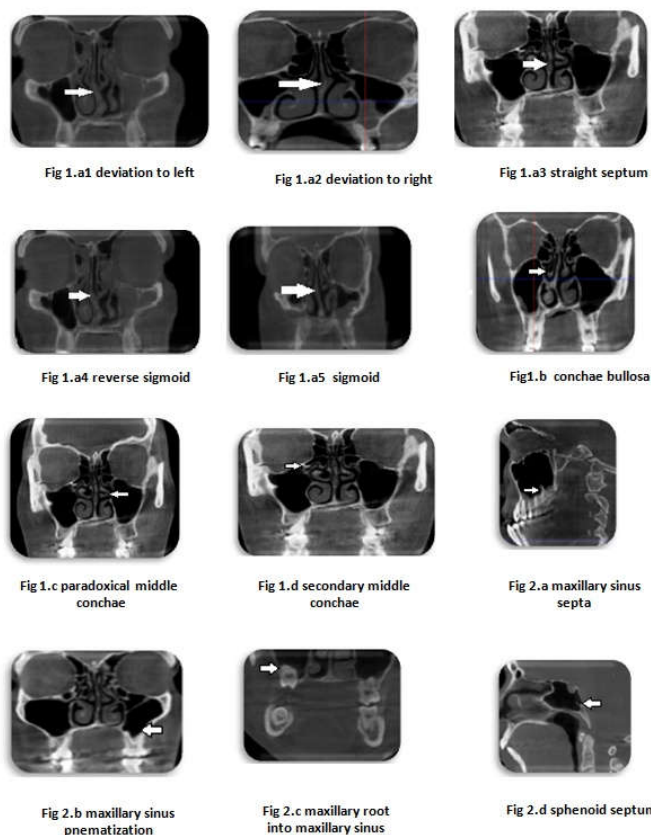 Fig 1.a1 deviation to left
Fig 1.a2 deviation to right
Fig 1.a3 straight septum
Fig 1.a4 reverse sigmoid
Fig 1.a5 sigmoid
Fig1.b conchae bullosa
Fig 1.c paradoxical middle
conchae
Fig 1.d secondary middle
conchae
Fig 2.a maxillary sinus
septa
Fig 2.b maxillary sinus
pnematization
Fig 2.c maxillary root
into maxillary sinus
Fig 2.d sphenoid septum